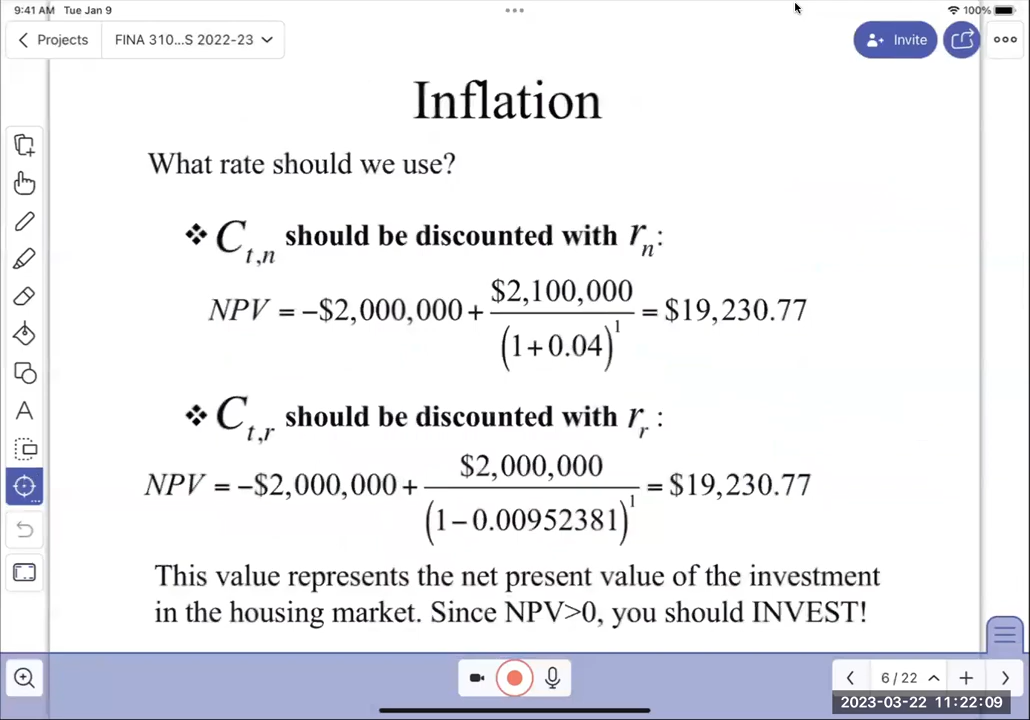 9:41 AM Tue Jan 9
100%
Projects
FINA 310...S 2022-23
Invite
Inflation
What rate should we use?
❖ C_{t,n} should be discounted with r_n:
NPV = −$2,000,000 + $2,100,000 / (1+0.04)^1 = $19,230.77
❖ C_{t,r} should be discounted with r_r :
NPV = −$2,000,000 + $2,000,000 / (1−0.00952381)^1 = $19,230.77
This value represents the net present value of the investment
in the housing market. Since NPV>0, you should INVEST!
A
6 / 22
2023-03-22 11:22:09